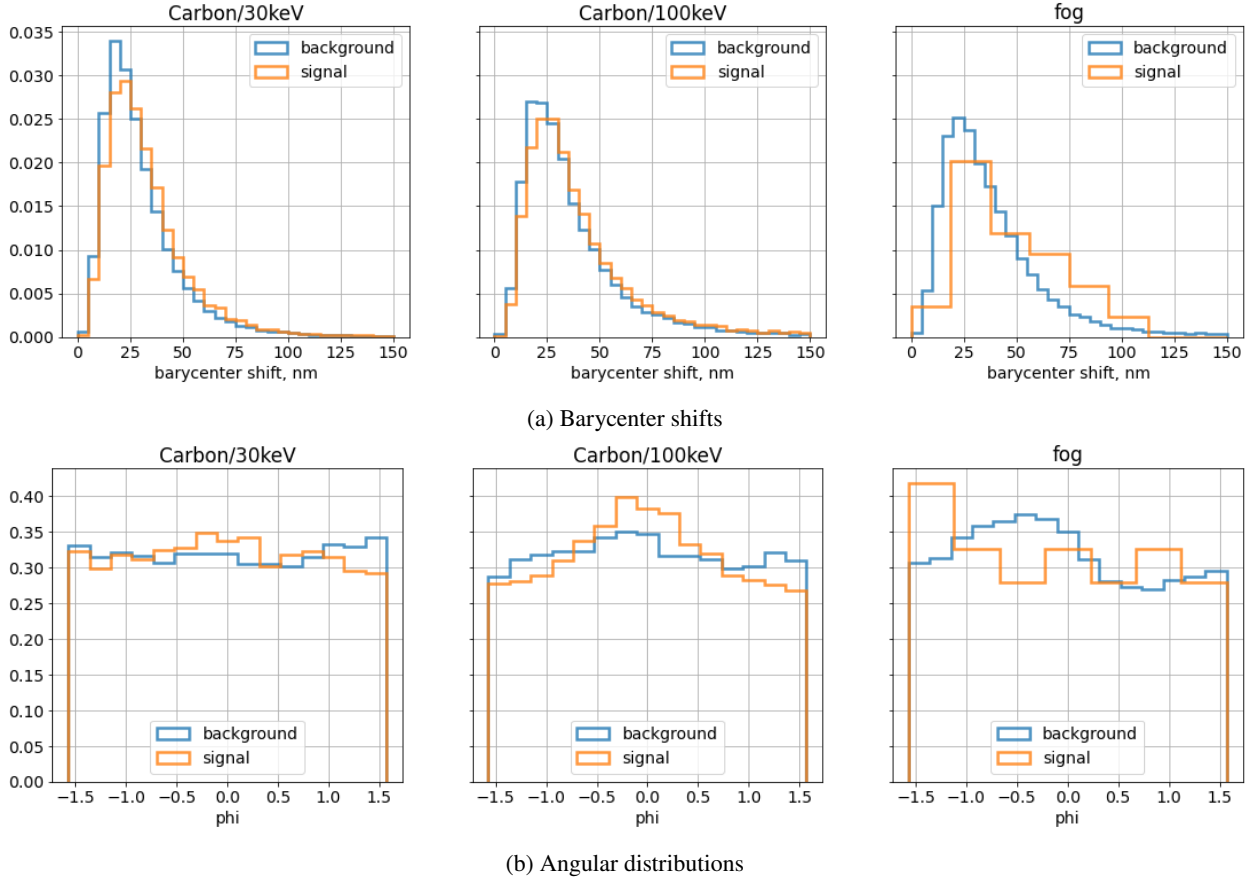 Carbon/30keV
Carbon/100keV
fog
0.035
0.030
0.025
0.020
0.015
0.010
0.005
0.000
background
signal
background
signal
background
signal
0 25 50 75 100 125 150
0 25 50 75 100 125 150
0 25 50 75 100 125 150
barycenter shift, nm
barycenter shift, nm
barycenter shift, nm
(a) Barycenter shifts
Carbon/30keV
Carbon/100keV
fog
0.40
0.35
0.30
0.25
0.20
0.15
0.10
0.05
0.00
background
signal
background
signal
background
signal
−1.5 −1.0 −0.5 0.0 0.5 1.0 1.5
−1.5 −1.0 −0.5 0.0 0.5 1.0 1.5
−1.5 −1.0 −0.5 0.0 0.5 1.0 1.5
phi
phi
phi
(b) Angular distributions